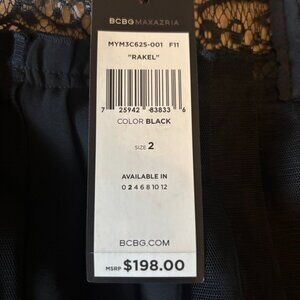 BCBGMAXAZRIA
MYM3C625-001 F11
"RAKEL"
7 25942 83833 6
COLOR BLACK
SIZE 2
AVAILABLE IN
0 2 4 6 8 10 12
BCBG.COM
MSRP $198.00